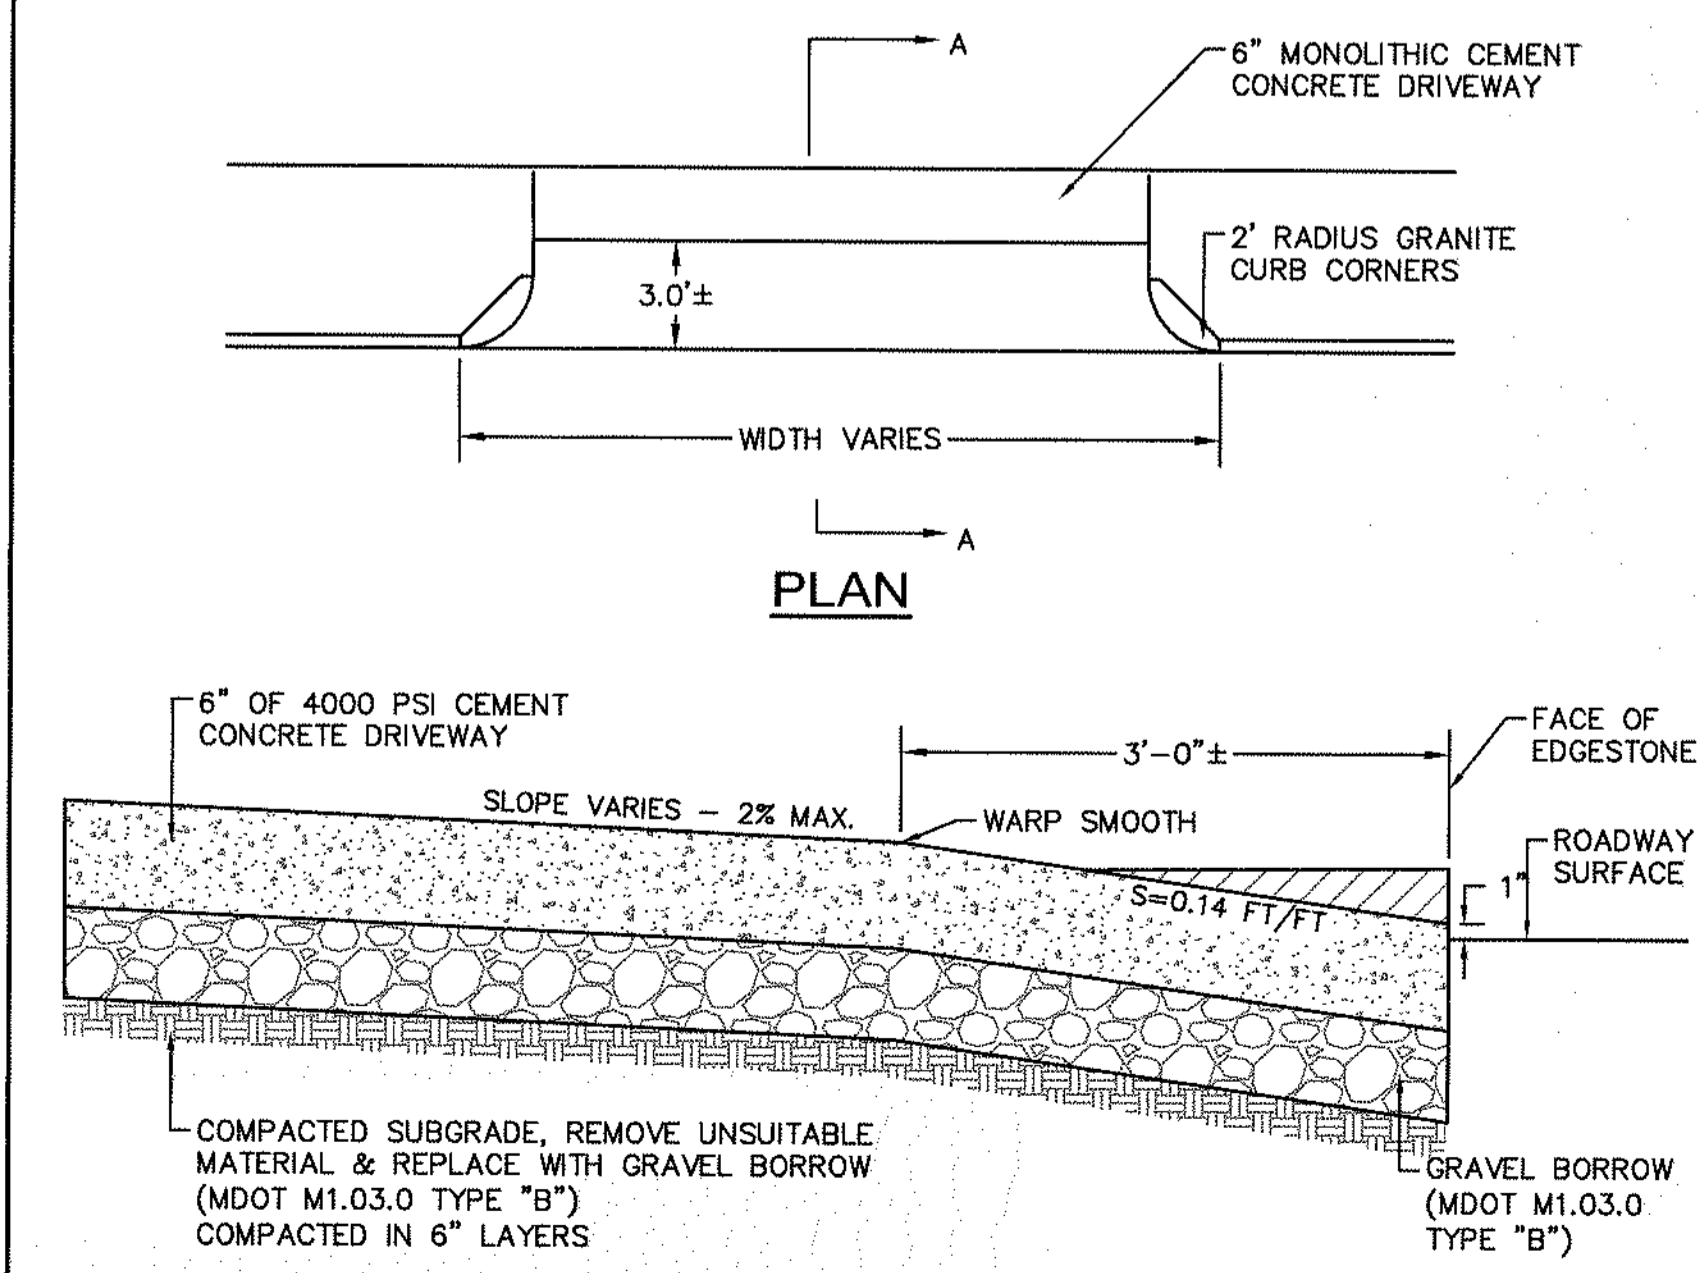 A
6" MONOLITHIC CEMENT
CONCRETE DRIVEWAY
2' RADIUS GRANITE
CURB CORNERS
3.0'±
WIDTH VARIES
A
PLAN
6" OF 4000 PSI CEMENT
CONCRETE DRIVEWAY
FACE OF
EDGESTONE
3'-0"±
SLOPE VARIES - 2% MAX.
WARP SMOOTH
ROADWAY
SURFACE
1"
S=0.14 FT/FT
COMPACTED SUBGRADE, REMOVE UNSUITABLE
MATERIAL & REPLACE WITH GRAVEL BORROW
(MDOT M1.03.0 TYPE "B")
COMPACTED IN 6" LAYERS
GRAVEL BORROW
(MDOT M1.03.0
TYPE "B")